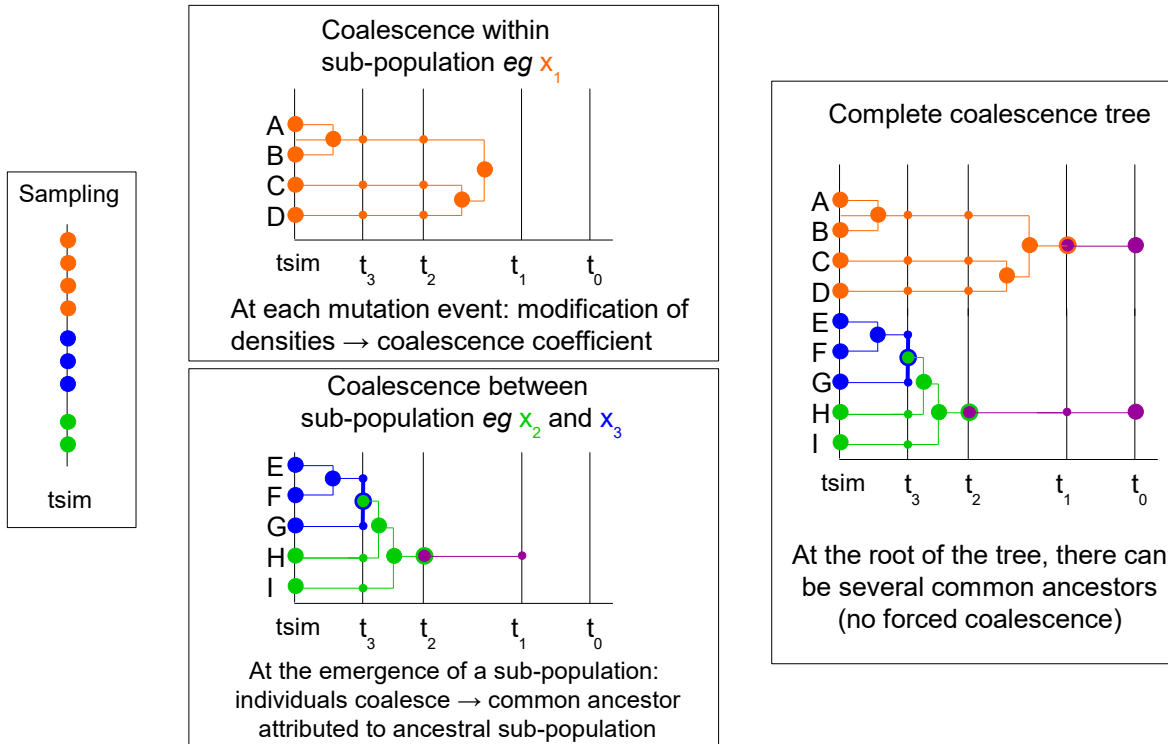 Sampling
tsim
Coalescence within
sub-population eg x₁
A
B
C
D
tsim t₃ t₂ t₁ t₀
At each mutation event: modification of
densities → coalescence coefficient
Coalescence between
sub-population eg x₂ and x₃
E
F
G
H
I
tsim t₃ t₂ t₁ t₀
At the emergence of a sub-population:
individuals coalesce → common ancestor
attributed to ancestral sub-population
Complete coalescence tree
A
B
C
D
E
F
G
H
I
tsim t₃ t₂ t₁ t₀
At the root of the tree, there can
be several common ancestors
(no forced coalescence)